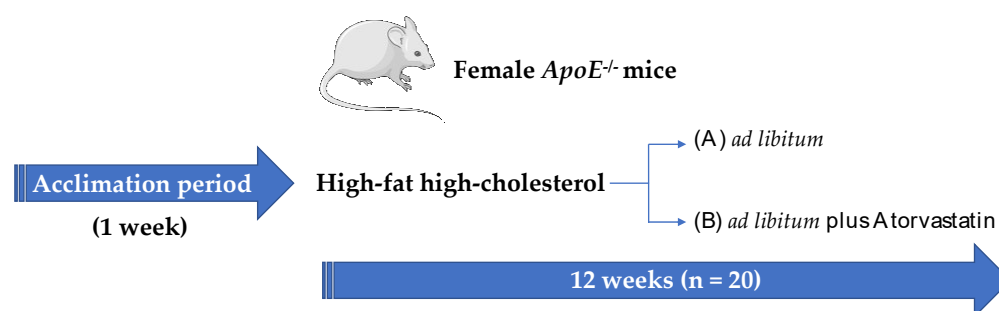 Female ApoE-/- mice
(A) ad libitum
Acclimation period
High-fat high-cholesterol
(1 week)
(B) ad libitum plus Atorvastatin
12 weeks (n = 20)